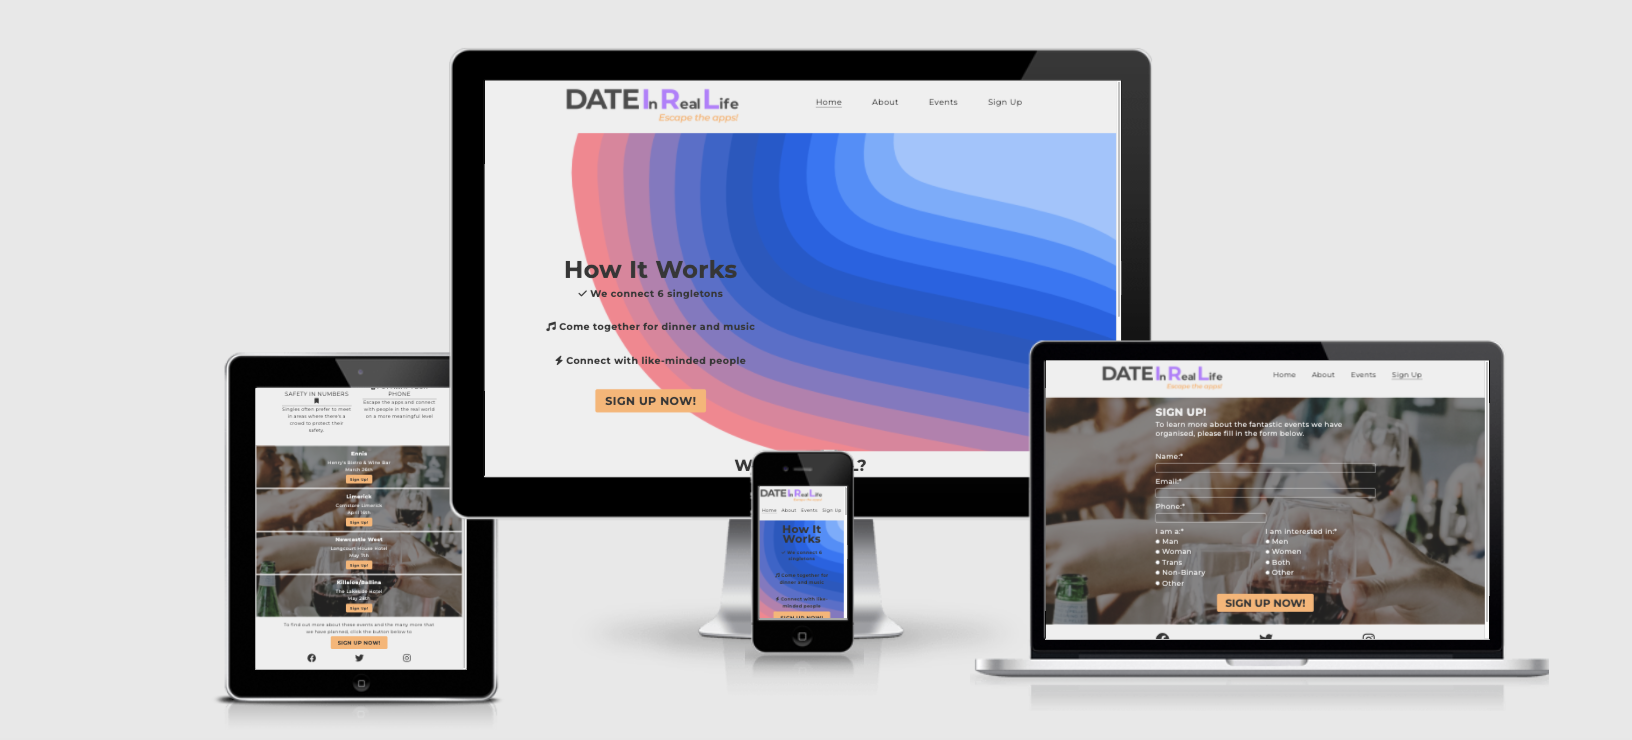 DATE In Real Life
Escape the apps!
Home About Events Sign Up
How It Works
We connect 6 singletons
Come together for dinner and music
Connect with like-minded people
SIGN UP NOW!
SAFETY IN NUMBERS
Singles often prefer to meet
in areas where there's a
crowd to protect their
safety.
PHONE
Escape the apps and connect
with people in the real world
on a more meaningful level
Ennis
Henry's Bistro & Wine Bar
March 26th
Sign Up!
Limerick
Cornstore Limerick
Sign Up!
Newcastle West
Longcourt House Hotel
May 7th
Sign Up!
Killaloe/Ballina
The Lakeside Hotel
May 28th
Sign Up!
To find out more about these events and the many more that
we have planned, click the button below to
SIGN UP NOW!
DATE In Real Life
Escape the apps!
Home About Events Sign Up
How It
Works
We connect 6
singletons
Come together for
dinner and music
Connect with like-
minded people
SIGN UP NOW!
DATE In Real Life
Escape the apps!
Home About Events Sign Up
SIGN UP!
To learn more about the fantastic events we have
organised, please fill in the form below.
Name:*
Email:*
Phone:*
I am a:* I am interested in:*
Man Men
Woman Women
Trans Both
Non-Binary Other
Other
SIGN UP NOW!